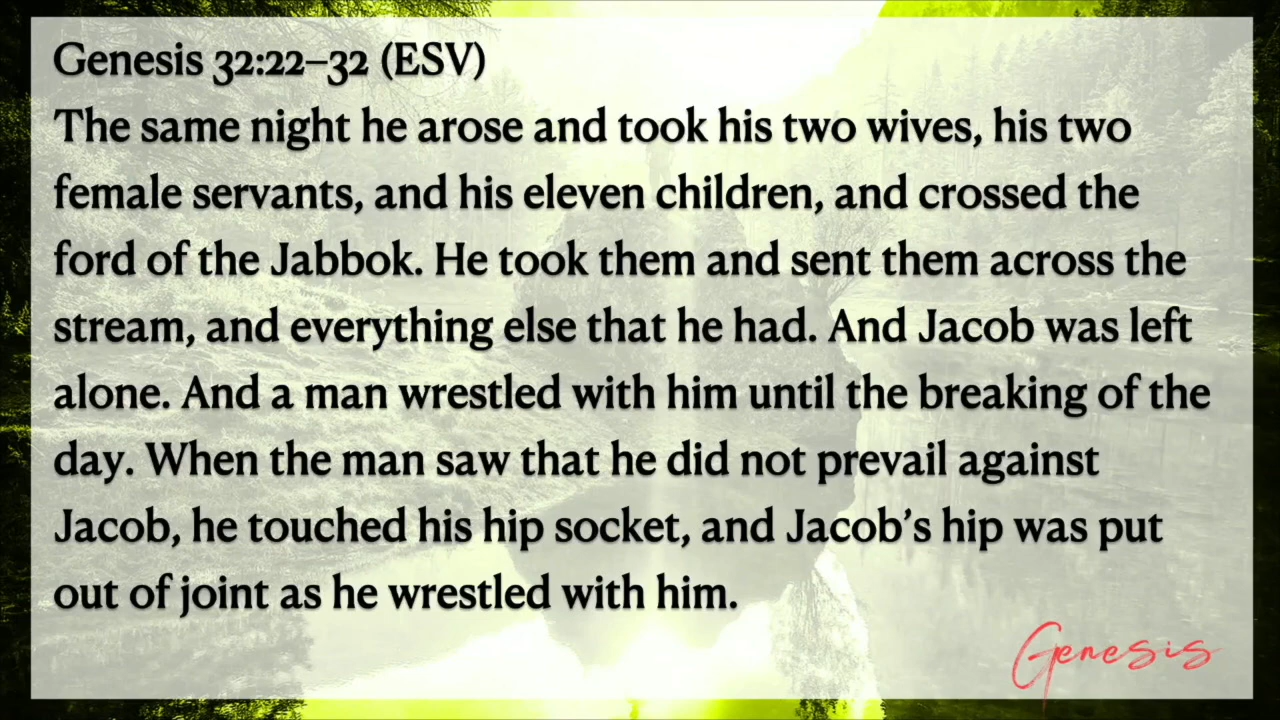 Genesis 32:22–32 (ESV)
The same night he arose and took his two wives, his two
female servants, and his eleven children, and crossed the
ford of the Jabbok. He took them and sent them across the
stream, and everything else that he had. And Jacob was left
alone. And a man wrestled with him until the breaking of the
day. When the man saw that he did not prevail against
Jacob, he touched his hip socket, and Jacob’s hip was put
out of joint as he wrestled with him.
Genesis